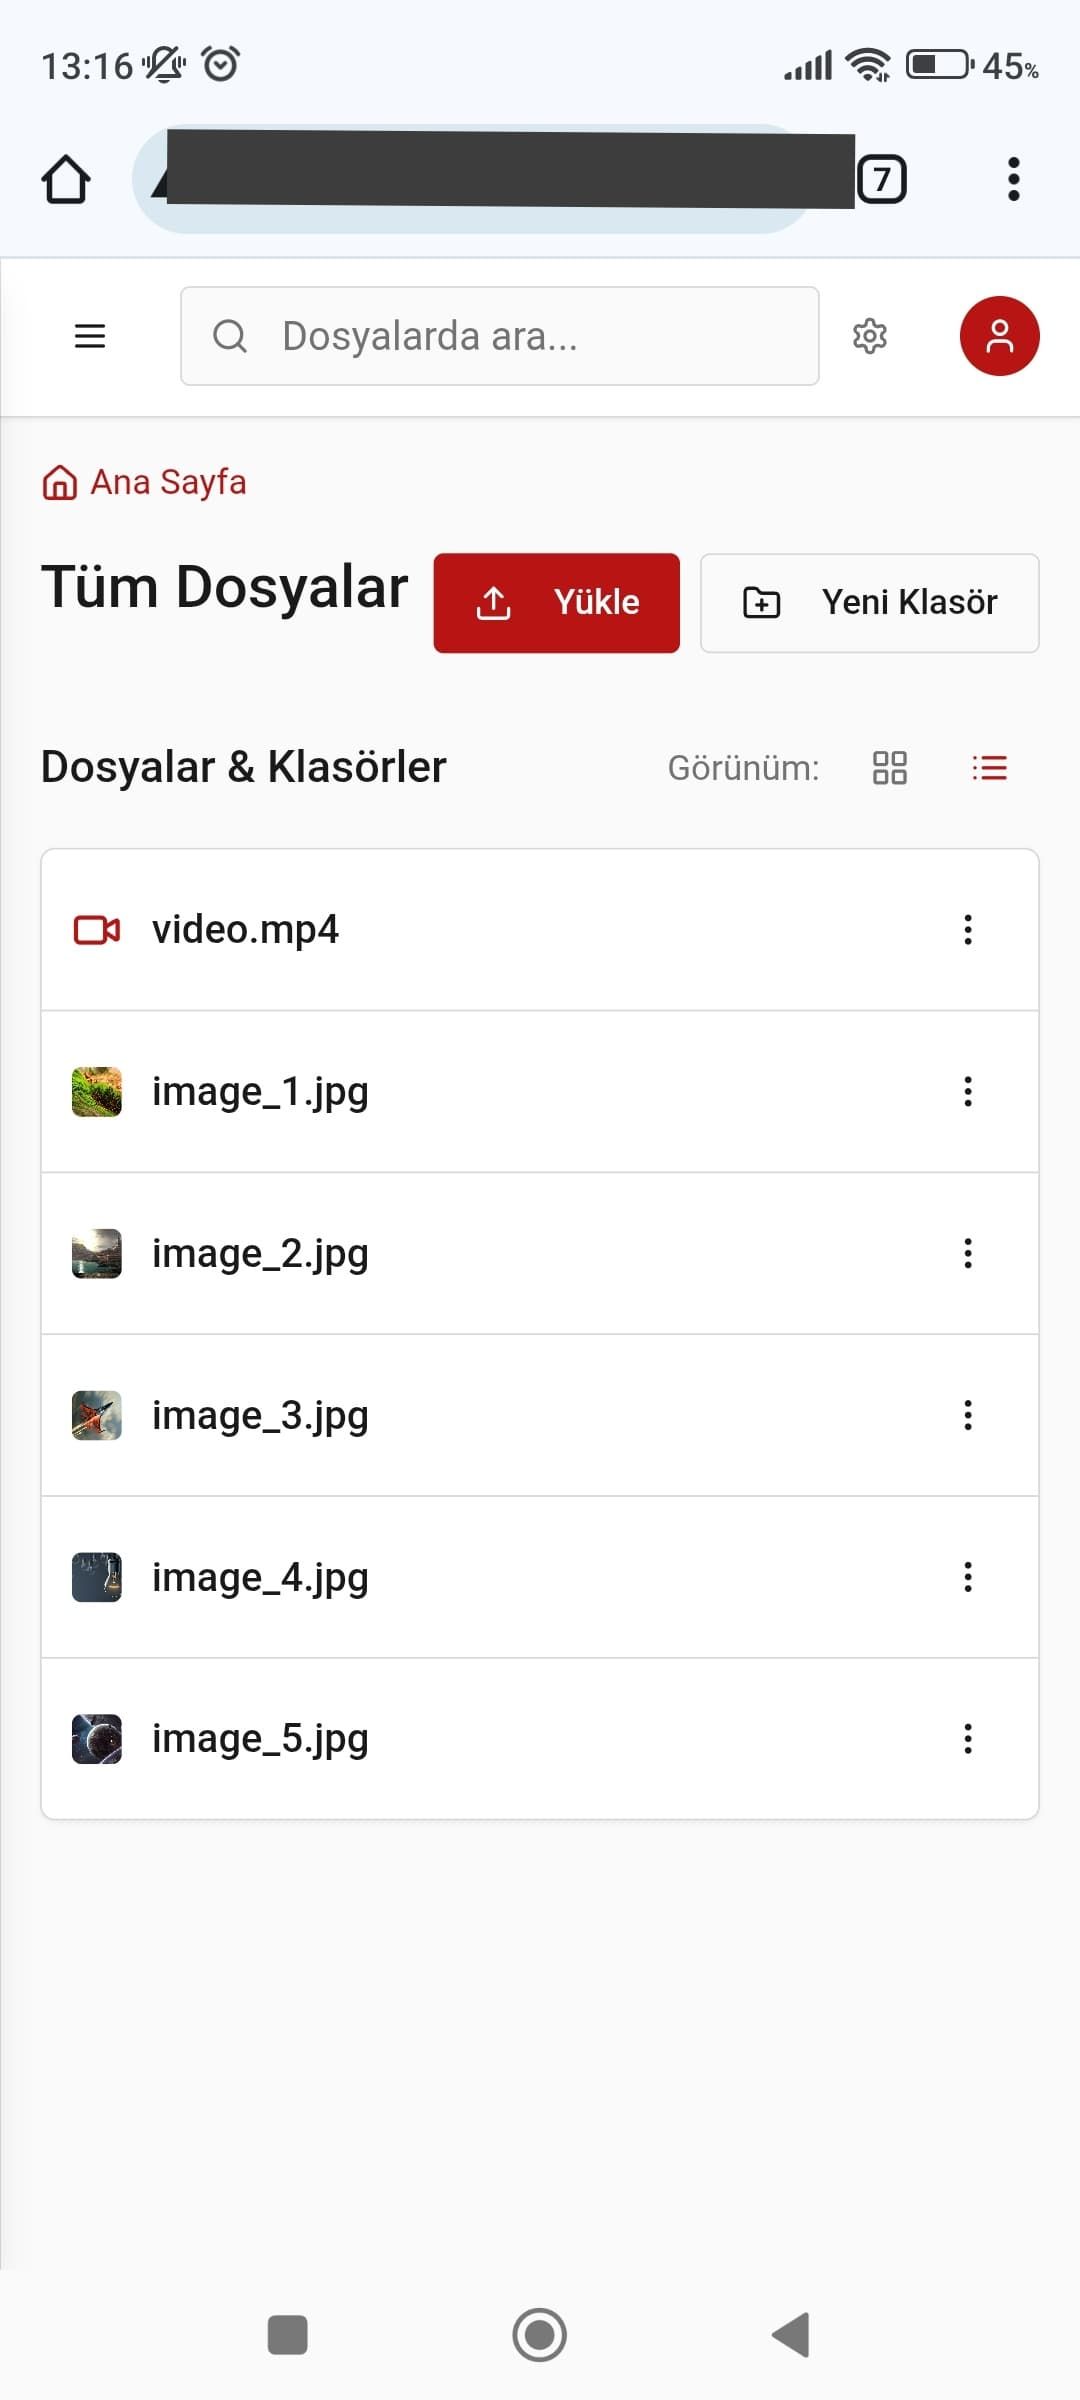 13:16
45%
7
Dosyalarda ara...
Ana Sayfa
Tüm Dosyalar
Yükle
Yeni Klasör
Dosyalar & Klasörler
Görünüm:
video.mp4
image_1.jpg
image_2.jpg
image_3.jpg
image_4.jpg
image_5.jpg